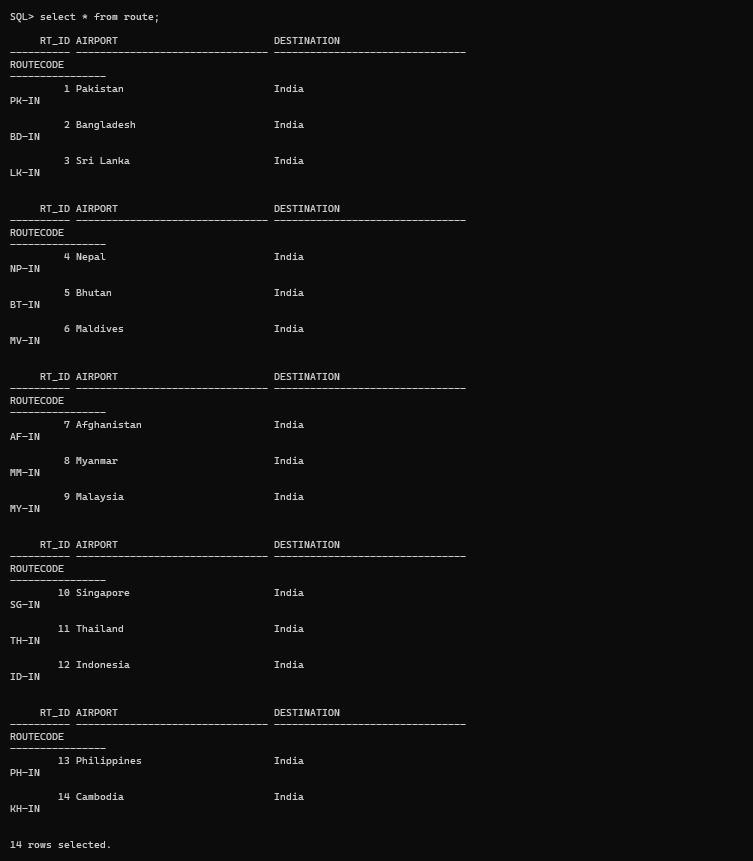 SQL> select * from route;
RT_ID AIRPORT DESTINATION
---------- -------------------------------- --------------------------------
ROUTECODE
----------------
1 Pakistan India
PK-IN
2 Bangladesh India
BD-IN
3 Sri Lanka India
LK-IN
RT_ID AIRPORT DESTINATION
---------- -------------------------------- --------------------------------
ROUTECODE
----------------
4 Nepal India
NP-IN
5 Bhutan India
BT-IN
6 Maldives India
MV-IN
RT_ID AIRPORT DESTINATION
---------- -------------------------------- --------------------------------
ROUTECODE
----------------
7 Afghanistan India
AF-IN
8 Myanmar India
MM-IN
9 Malaysia India
MY-IN
RT_ID AIRPORT DESTINATION
---------- -------------------------------- --------------------------------
ROUTECODE
----------------
10 Singapore India
SG-IN
11 Thailand India
TH-IN
12 Indonesia India
ID-IN
RT_ID AIRPORT DESTINATION
---------- -------------------------------- --------------------------------
ROUTECODE
----------------
13 Philippines India
PH-IN
14 Cambodia India
KH-IN
14 rows selected.